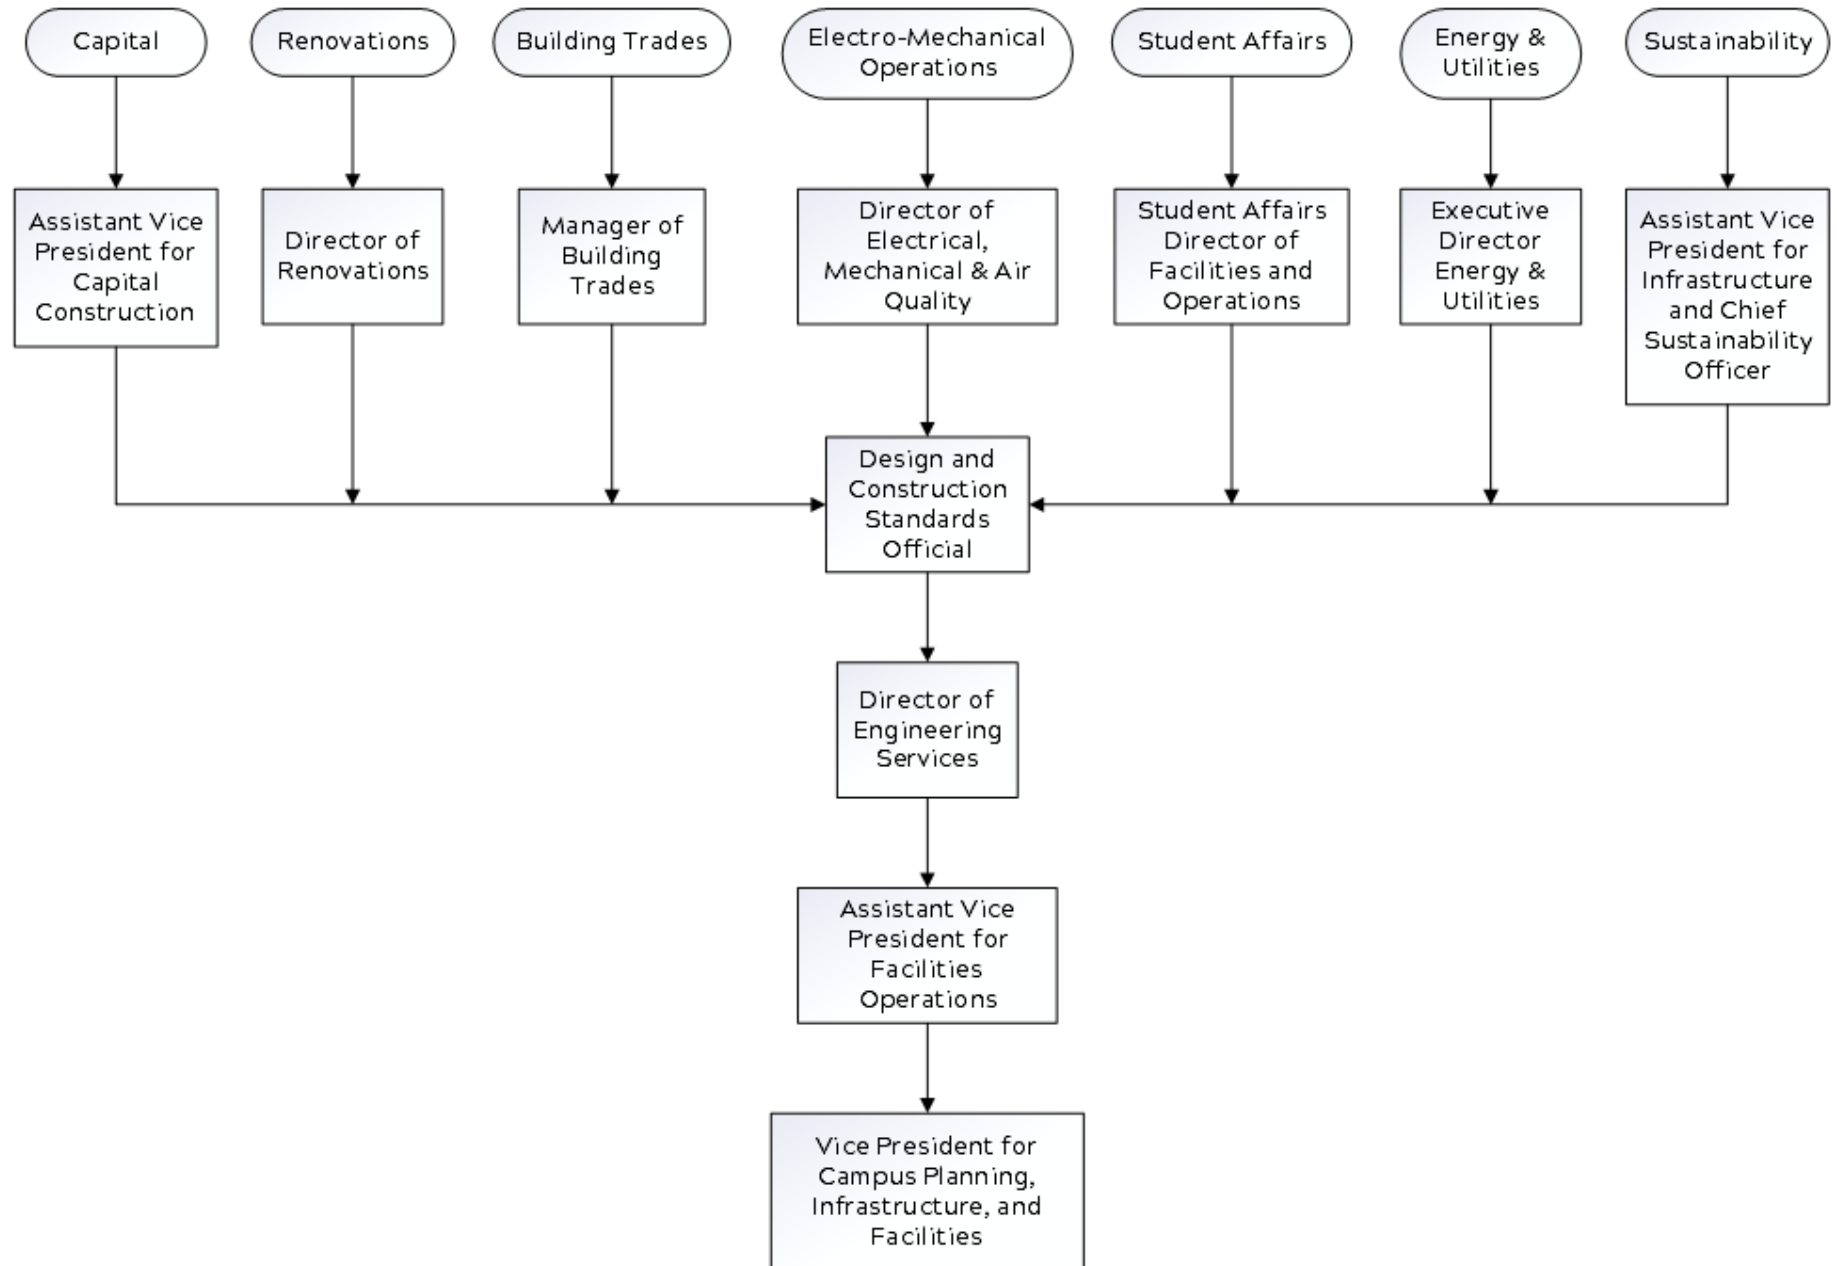 Capital
Renovations
Building Trades
Electro-Mechanical
Operations
Student Affairs
Energy &
Utilities
Sustainability
Assistant Vice
President for
Capital
Construction
Director of
Renovations
Manager of
Building
Trades
Director of
Electrical,
Mechanical & Air
Quality
Student Affairs
Director of
Facilities and
Operations
Executive
Director
Energy &
Utilities
Assistant Vice
President for
Infrastructure
and Chief
Sustainability
Officer
Design and
Construction
Standards
Official
Director of
Engineering
Services
Assistant Vice
President for
Facilities
Operations
Vice President for
Campus Planning,
Infrastructure, and
Facilities